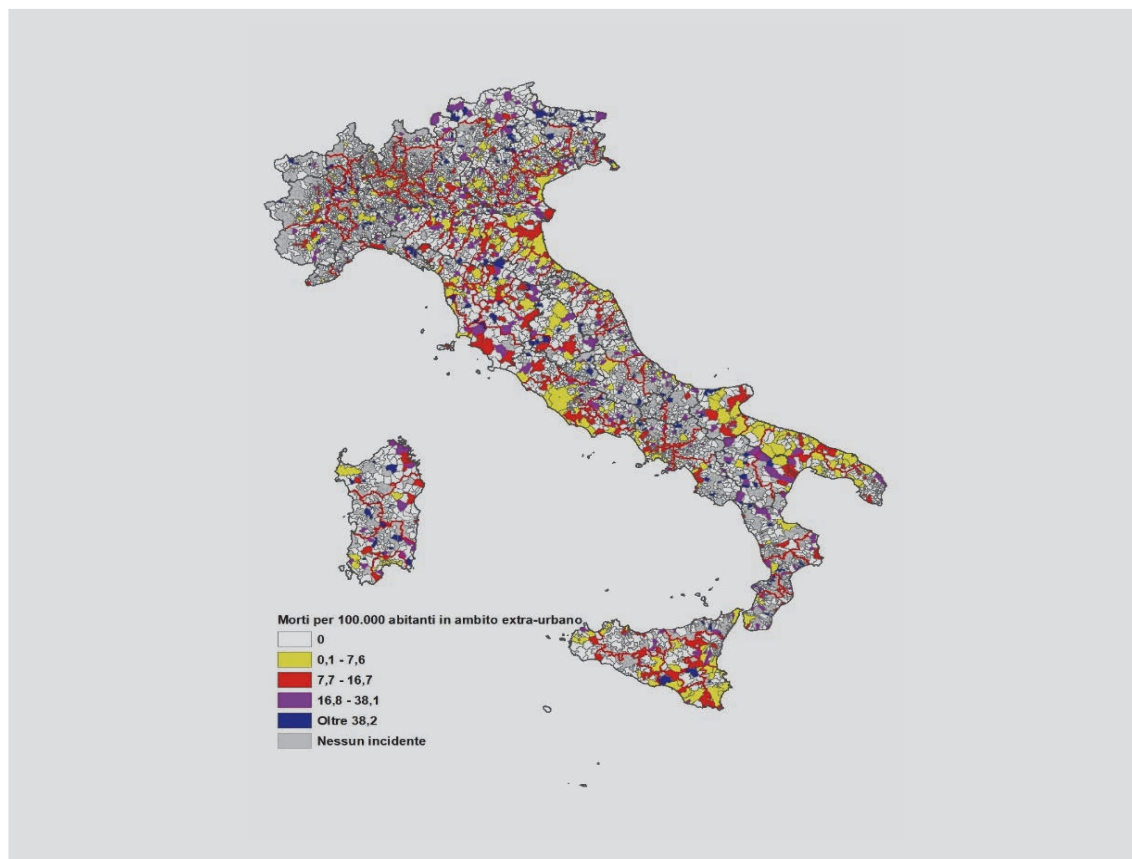 Morti per 100.000 abitanti in ambito extra-urbano
0
0,1 - 7,6
7,7 - 16,7
16,8 - 38,1
Oltre 38,2
Nessun incidente